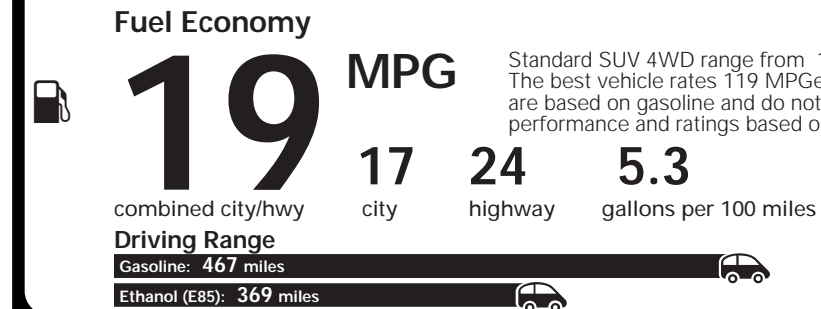 Fuel Economy
19 MPG
Standard SUV 4WD range from
The best vehicle rates 119 MPGe
are based on gasoline and do not
performance and ratings based
17 24 5.3
combined city/hwy city highway gallons per 100 miles
Driving Range
Gasoline: 467 miles
Ethanol (E85): 369 miles